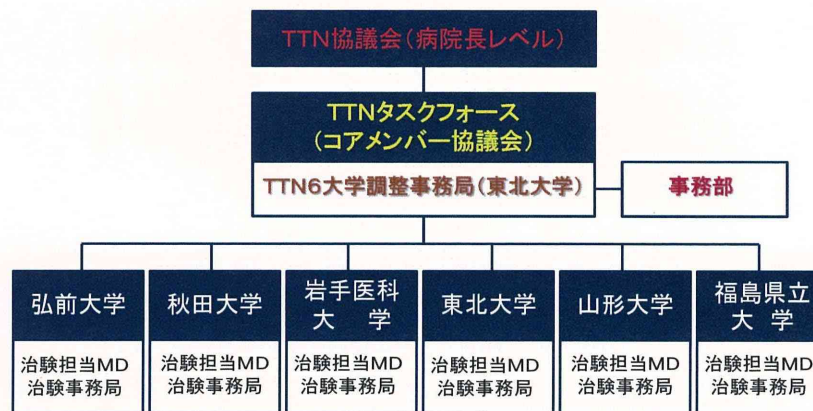 TTN協議会(病院長レベル)
TTNタスクフォース
(コアメンバー協議会)
TTN6大学調整事務局(東北大学)
事務部
弘前大学
治験担当MD
治験事務局
秋田大学
治験担当MD
治験事務局
岩手医科
大 学
治験担当MD
治験事務局
東北大学
治験担当MD
治験事務局
山形大学
治験担当MD
治験事務局
福島県立
大 学
治験担当MD
治験事務局